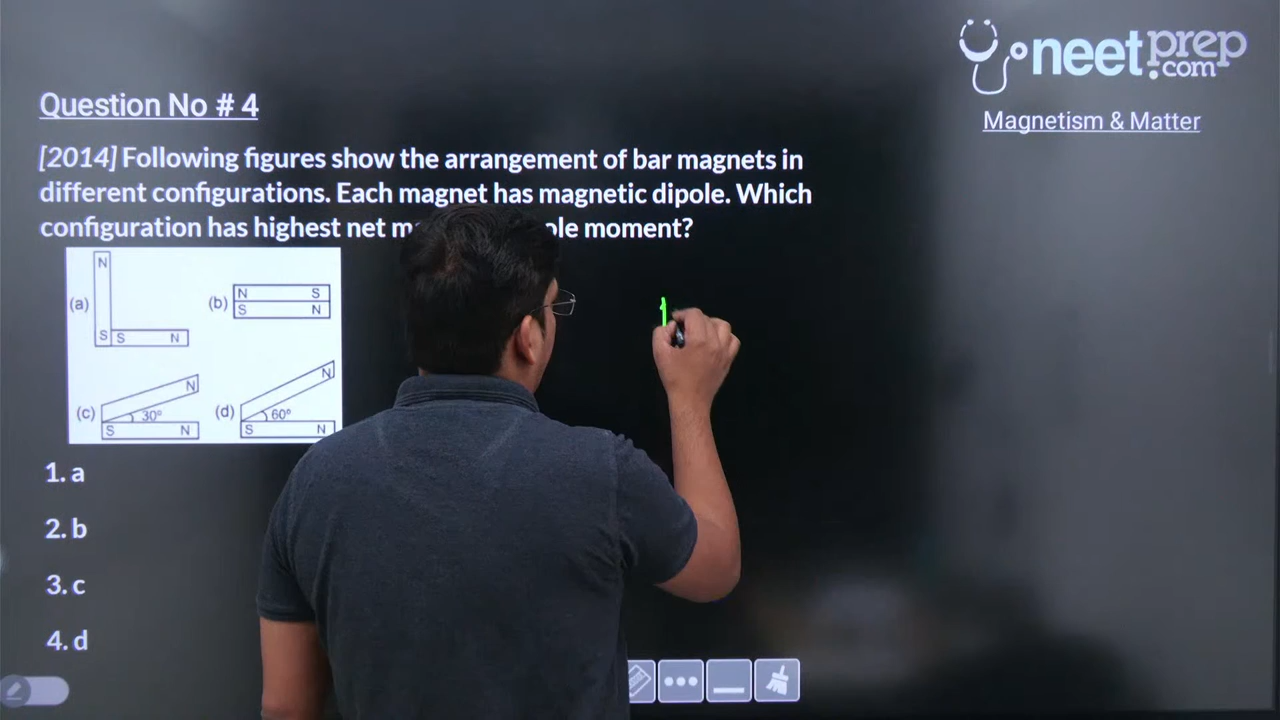 neetprep
.com
Question No # 4
Magnetism & Matter
[2014] Following figures show the arrangement of bar magnets in
different configurations. Each magnet has magnetic dipole. Which
configuration has highest net ole moment?
N
(a)
S S N
(b) N S
S N
(c) N
30°
S N
(d) N
60°
S N
1. a
2. b
3. c
4. d